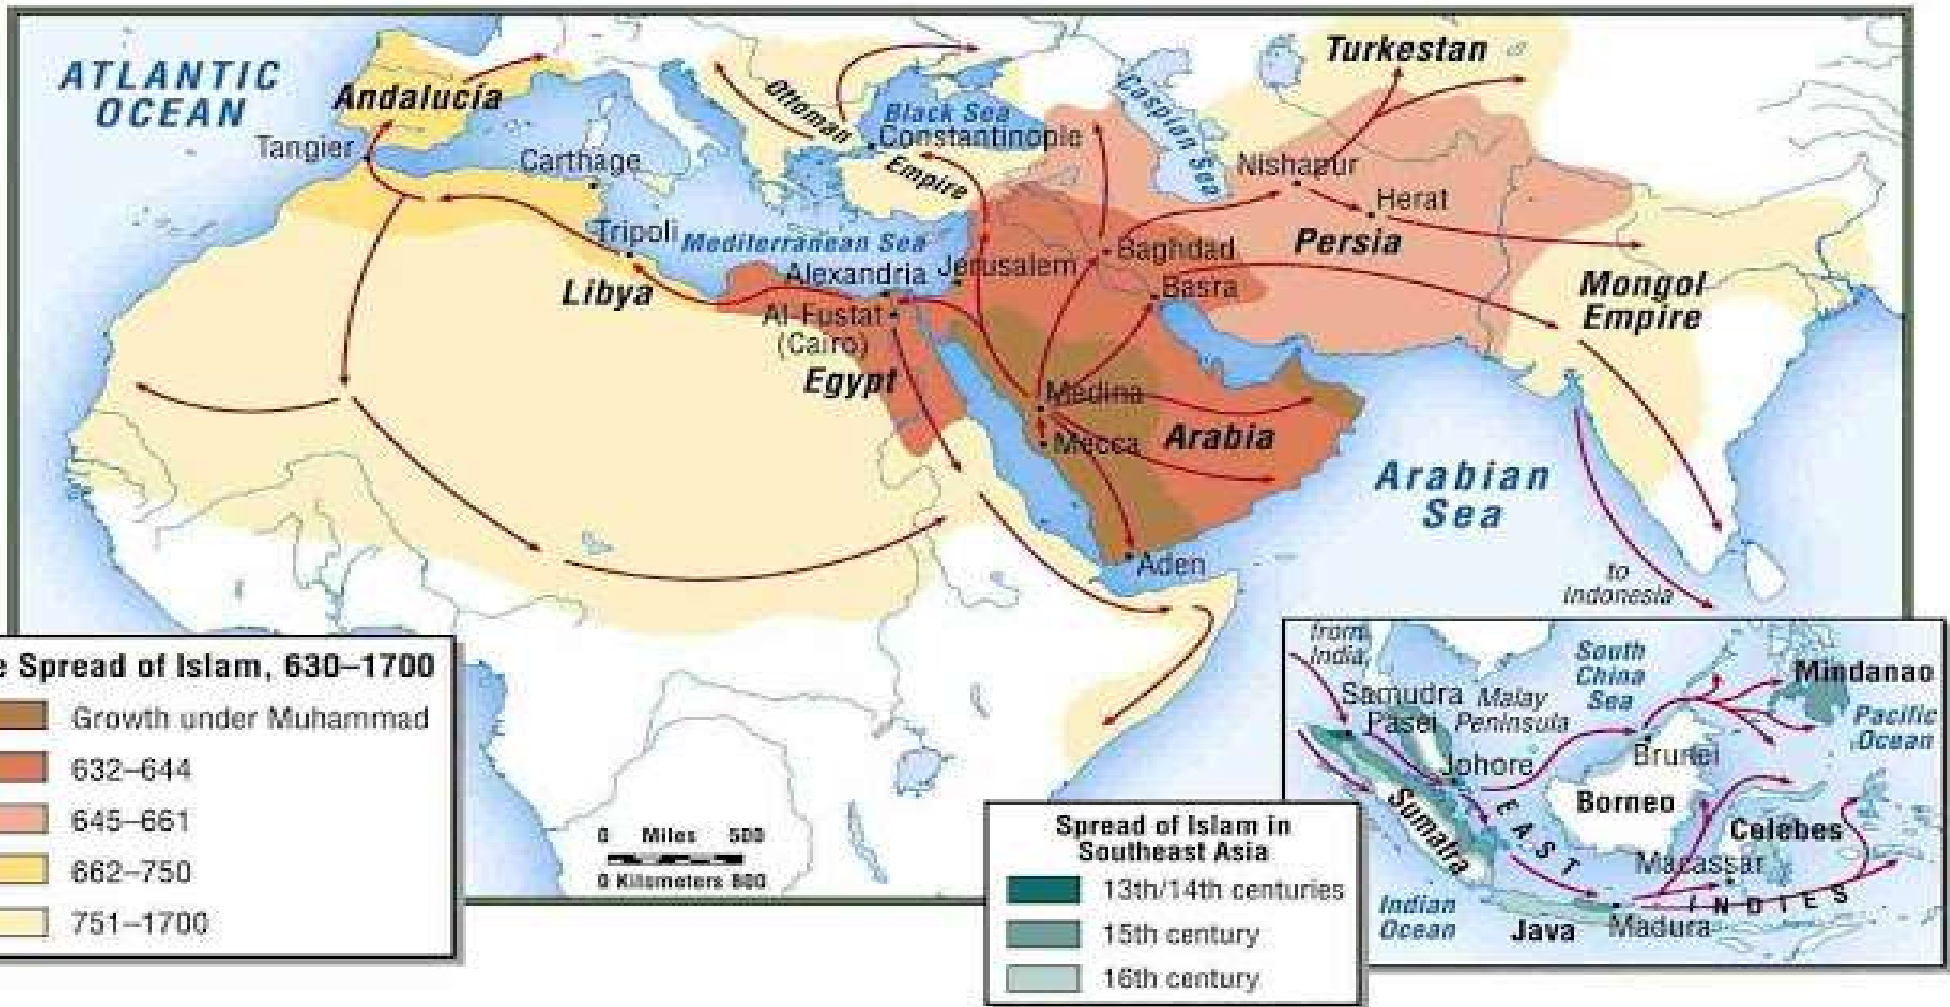 ATLANTIC
OCEAN
Andalucía
Tangier
Carthage
Tripoli
Mediterranean Sea
Libya
Alexandria
Al-Fustat
(Cairo)
Egypt
Ottoman
Empire
Black Sea
Constantinople
Caspian Sea
Turkestan
Nishapur
Herat
Persia
Baghdad
Basra
Jerusalem
Medina
Mecca
Arabia
Aden
Mongol
Empire
Arabian
Sea
to
Indonesia
e Spread of Islam, 630–1700
Growth under Muhammad
632–644
645–661
662–750
751–1700
0 Miles 500
0 Kilometers 800
Spread of Islam in
Southeast Asia
13th/14th centuries
15th century
16th century
from
India
Samudra
Pasei
Malay
Peninsula
South
China
Sea
Mindanao
Pacific
Ocean
Johore
Brunei
Borneo
Sumatra
Celebes
Macassar
EAST
INDIES
Indian
Ocean
Java
Madura